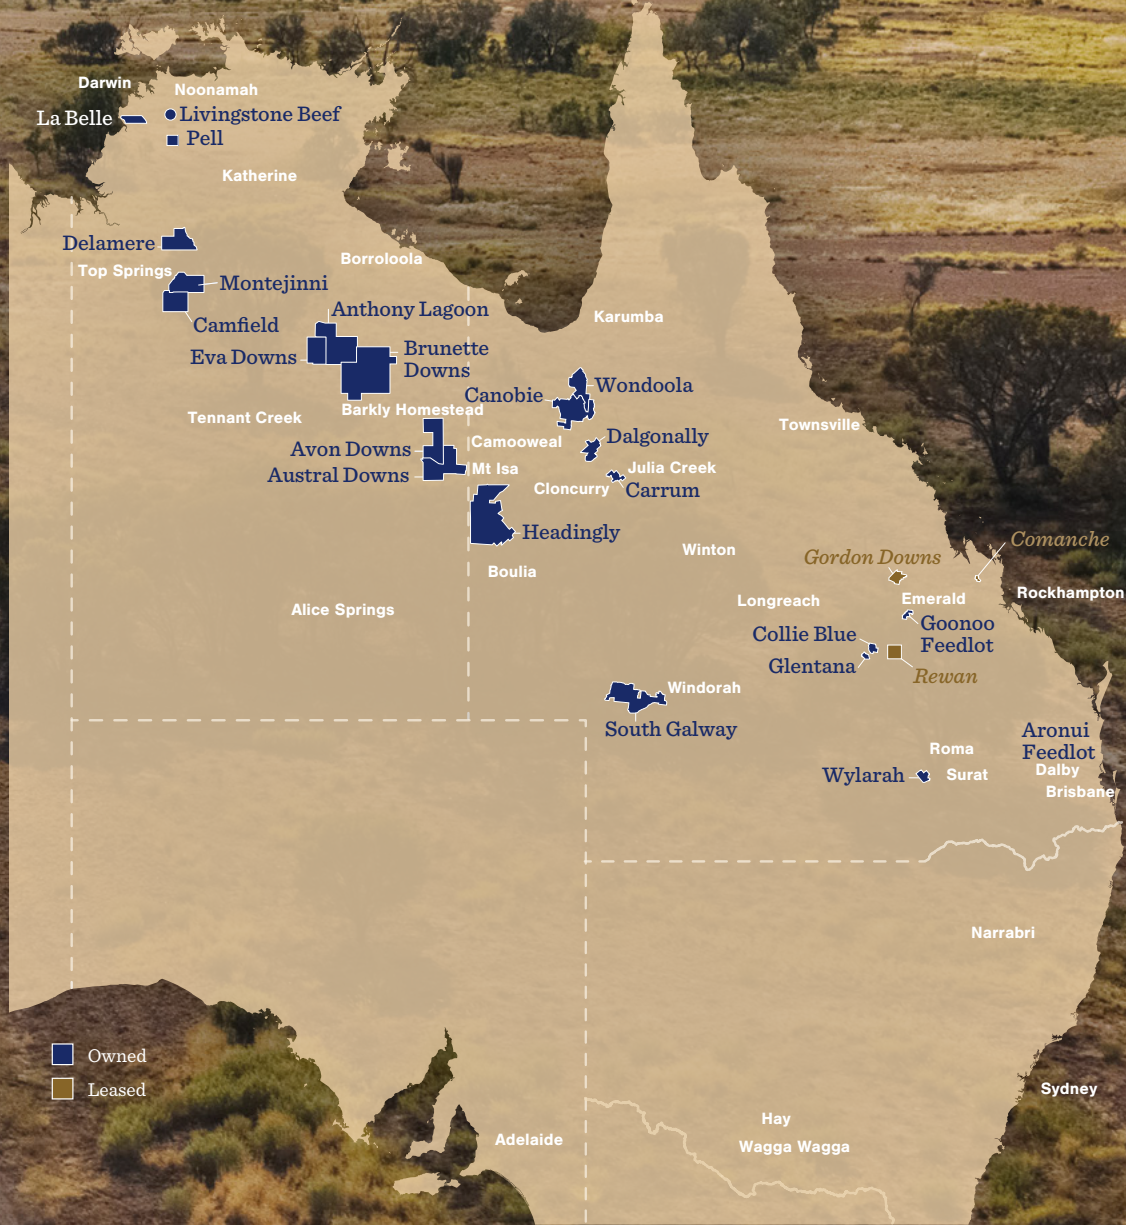 Darwin
Noonamah
La Belle
Livingstone Beef
Pell
Katherine
Delamere
Borroloola
Top Springs
Montejinni
Anthony Lagoon
Karumba
Camfield
Eva Downs
Brunette
Downs
Wondoola
Canobie
Barkly Homestead
Tennant Creek
Townsville
Dalgonally
Camooweal
Avon Downs
Mt Isa
Julia Creek
Austral Downs
Cloncurry
Carrum
Headingly
Comanche
Winton
Gordon Downs
Boulia
Rockhampton
Emerald
Longreach
Alice Springs
Goonoo
Feedlot
Collie Blue
Glentana
Rewan
Windorah
South Galway
Aronui
Feedlot
Roma
Dalby
Wylarah
Surat
Brisbane
Narrabri
Owned
Leased
Sydney
Hay
Adelaide
Wagga Wagga